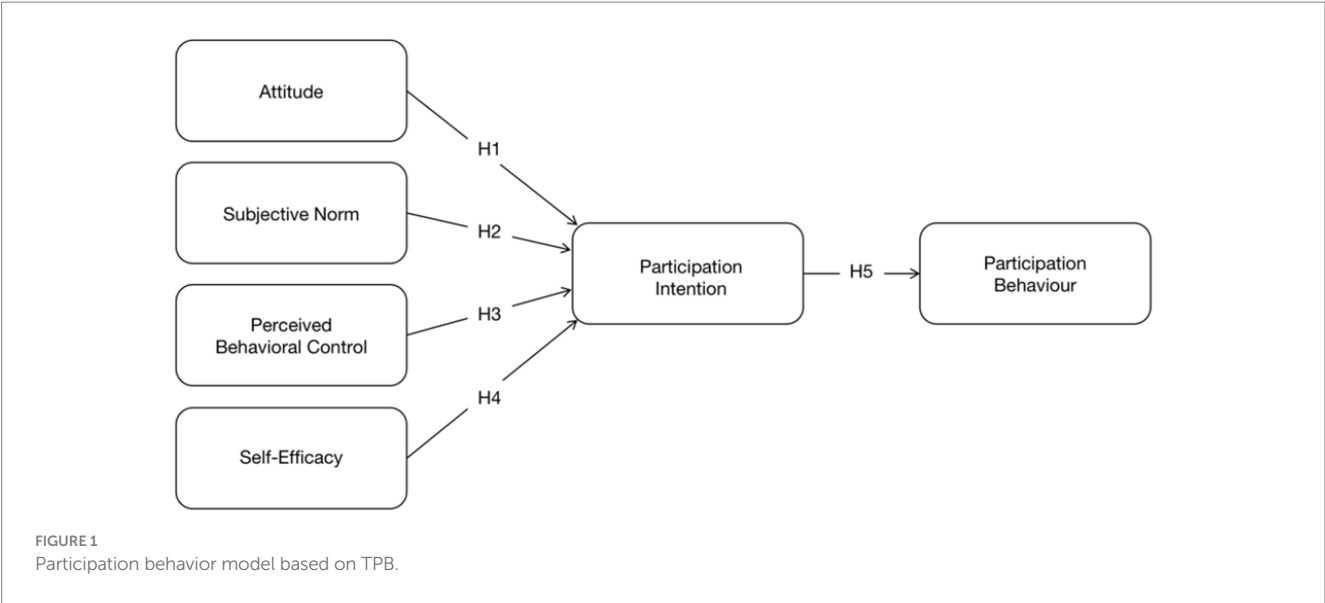 Attitude
H1
Subjective Norm
H2
Participation
Intention
H5
Participation
Behaviour
Perceived
Behavioral Control
H3
H4
Self-Efficacy
FIGURE 1
Participation behavior model based on TPB.